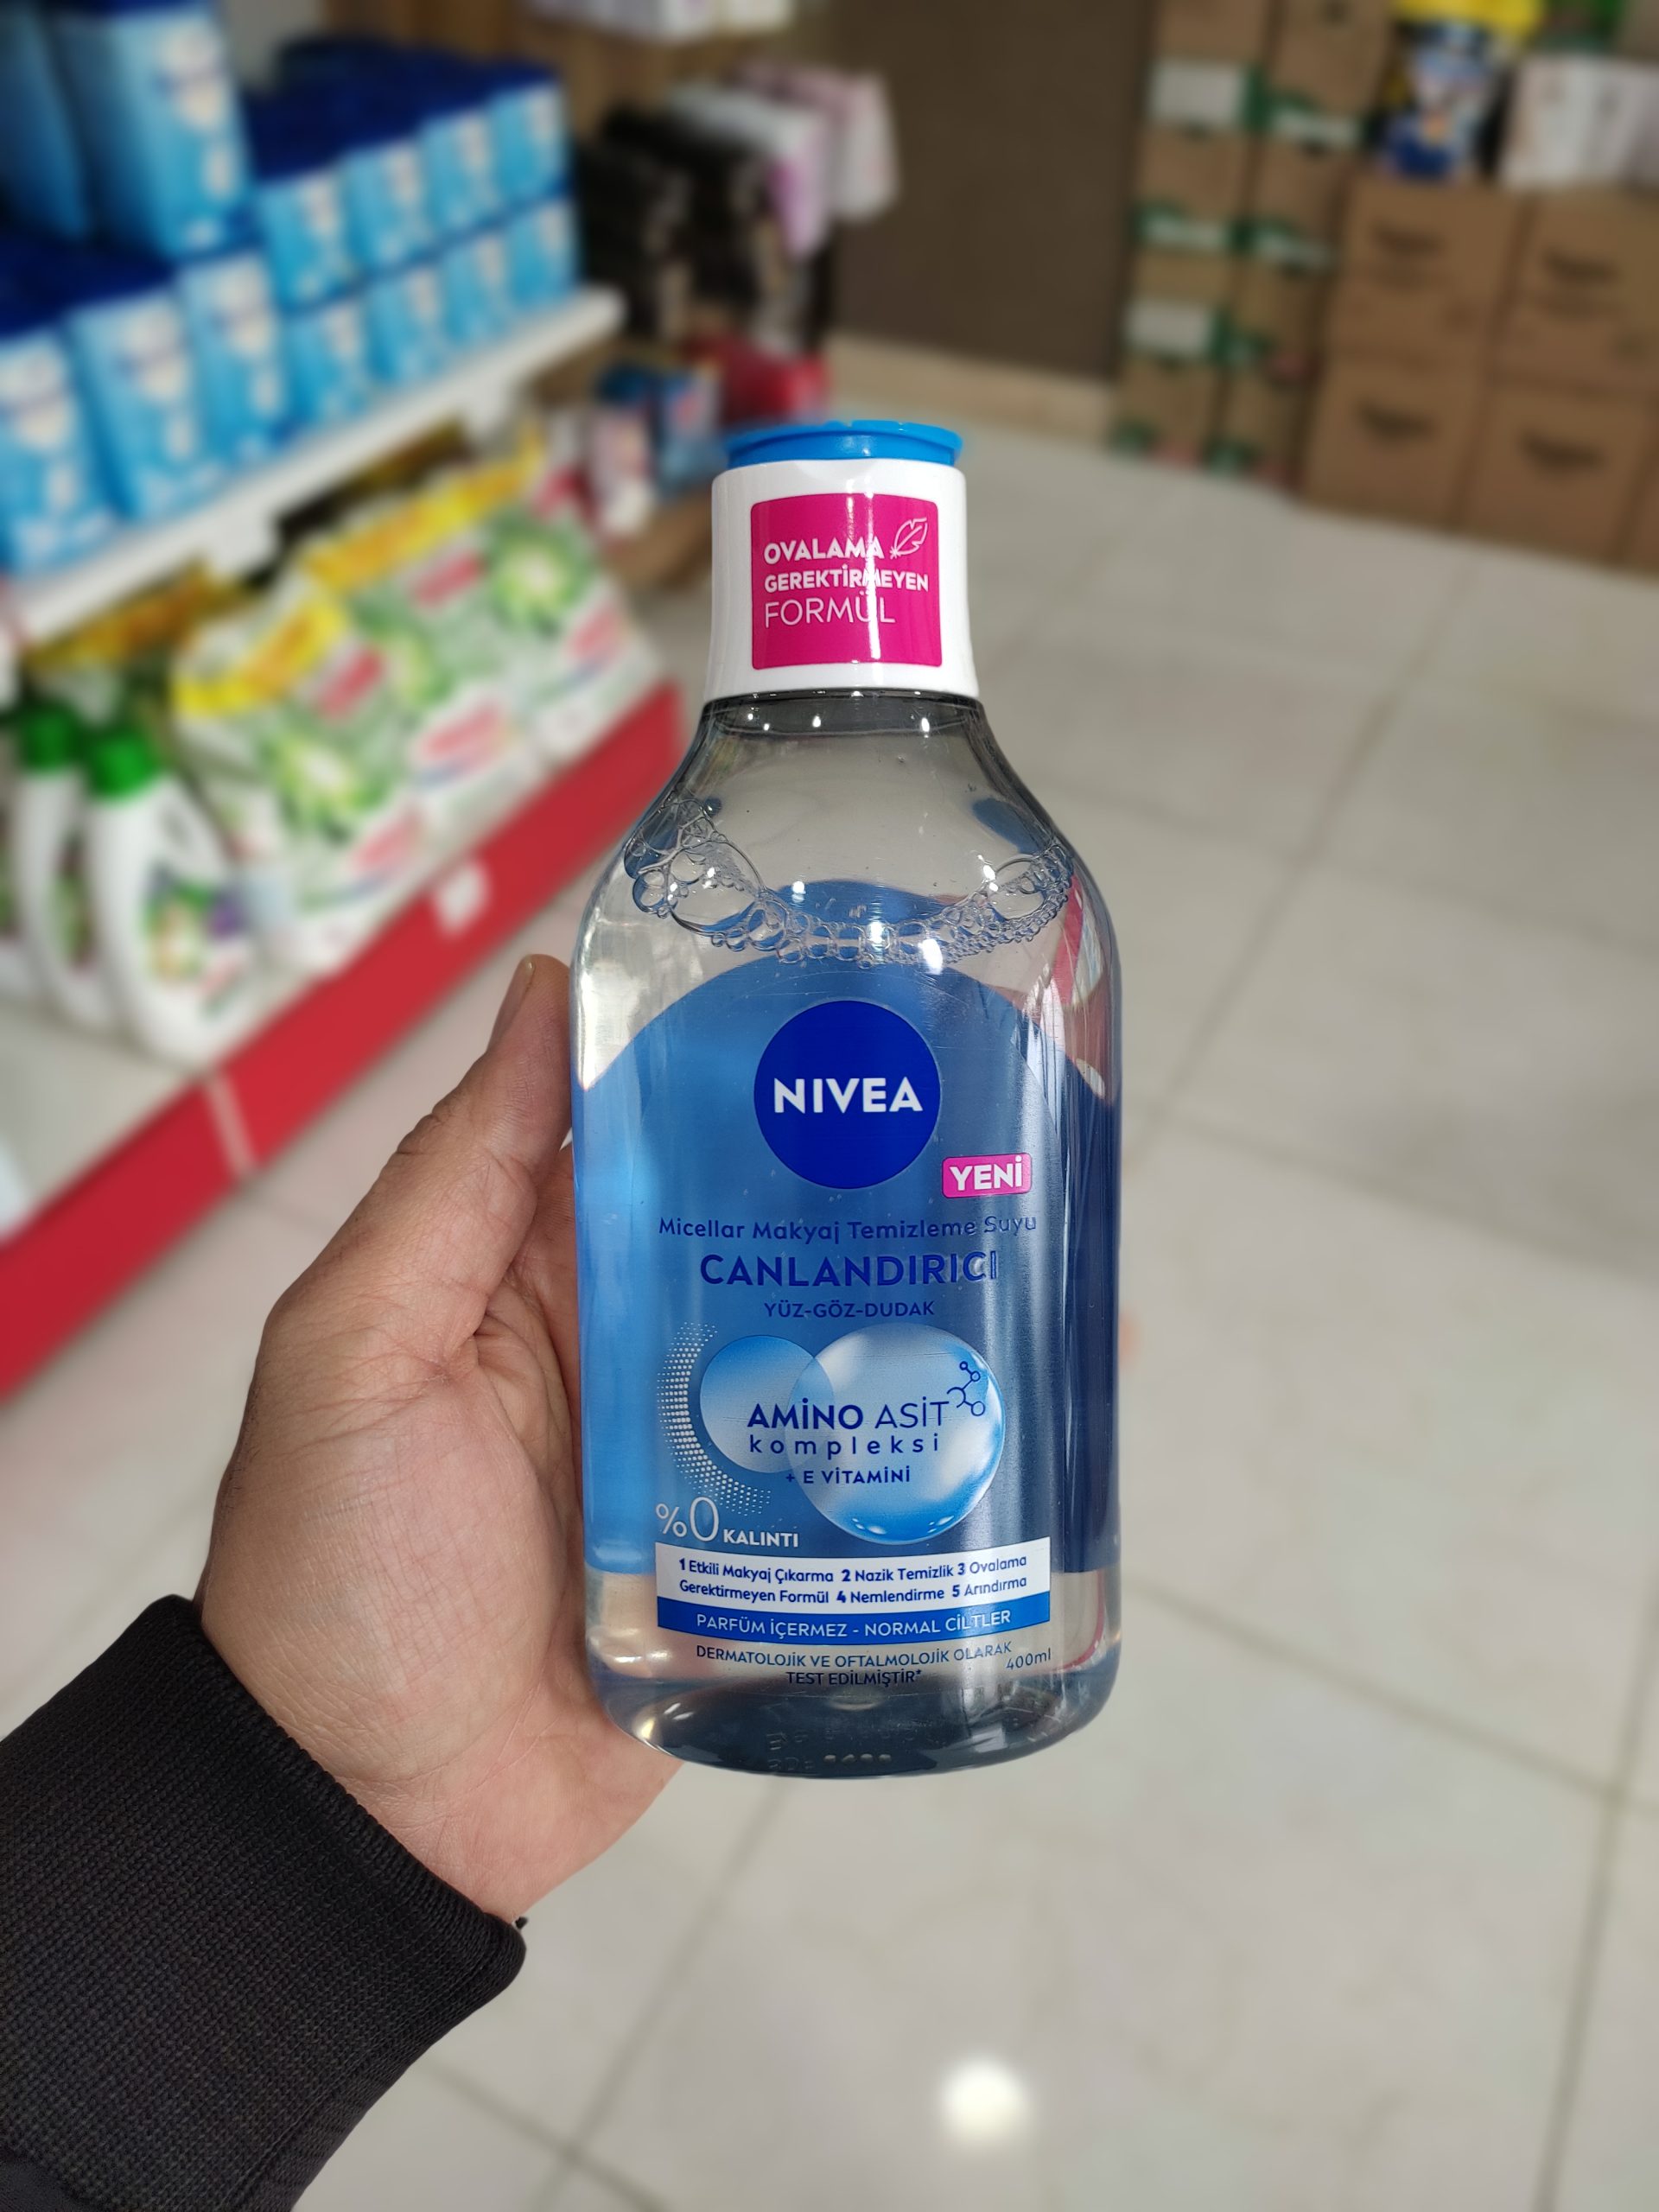 OVALAMA
GEREKTİRMEYEN
FORMÜL
NIVEA
YENİ
Micellar Makyaj Temizleme Suyu
CANLANDIRICI
YÜZ-GÖZ-DUDAK
AMİNO ASİT
kompleksi
+ E VİTAMİNİ
%0 KALINTI
1 Etkili Makyaj Çıkarma 2 Nazik Temizlik 3 Ovalama
Gerektirmeyen Formül 4 Nemlendirme 5 Arındırma
PARFÜM İÇERMEZ - NORMAL CİLTLER
DERMATOLOJİK VE OFTALMOLOJİK OLARAK
TEST EDİLMİŞTİR*
400ml